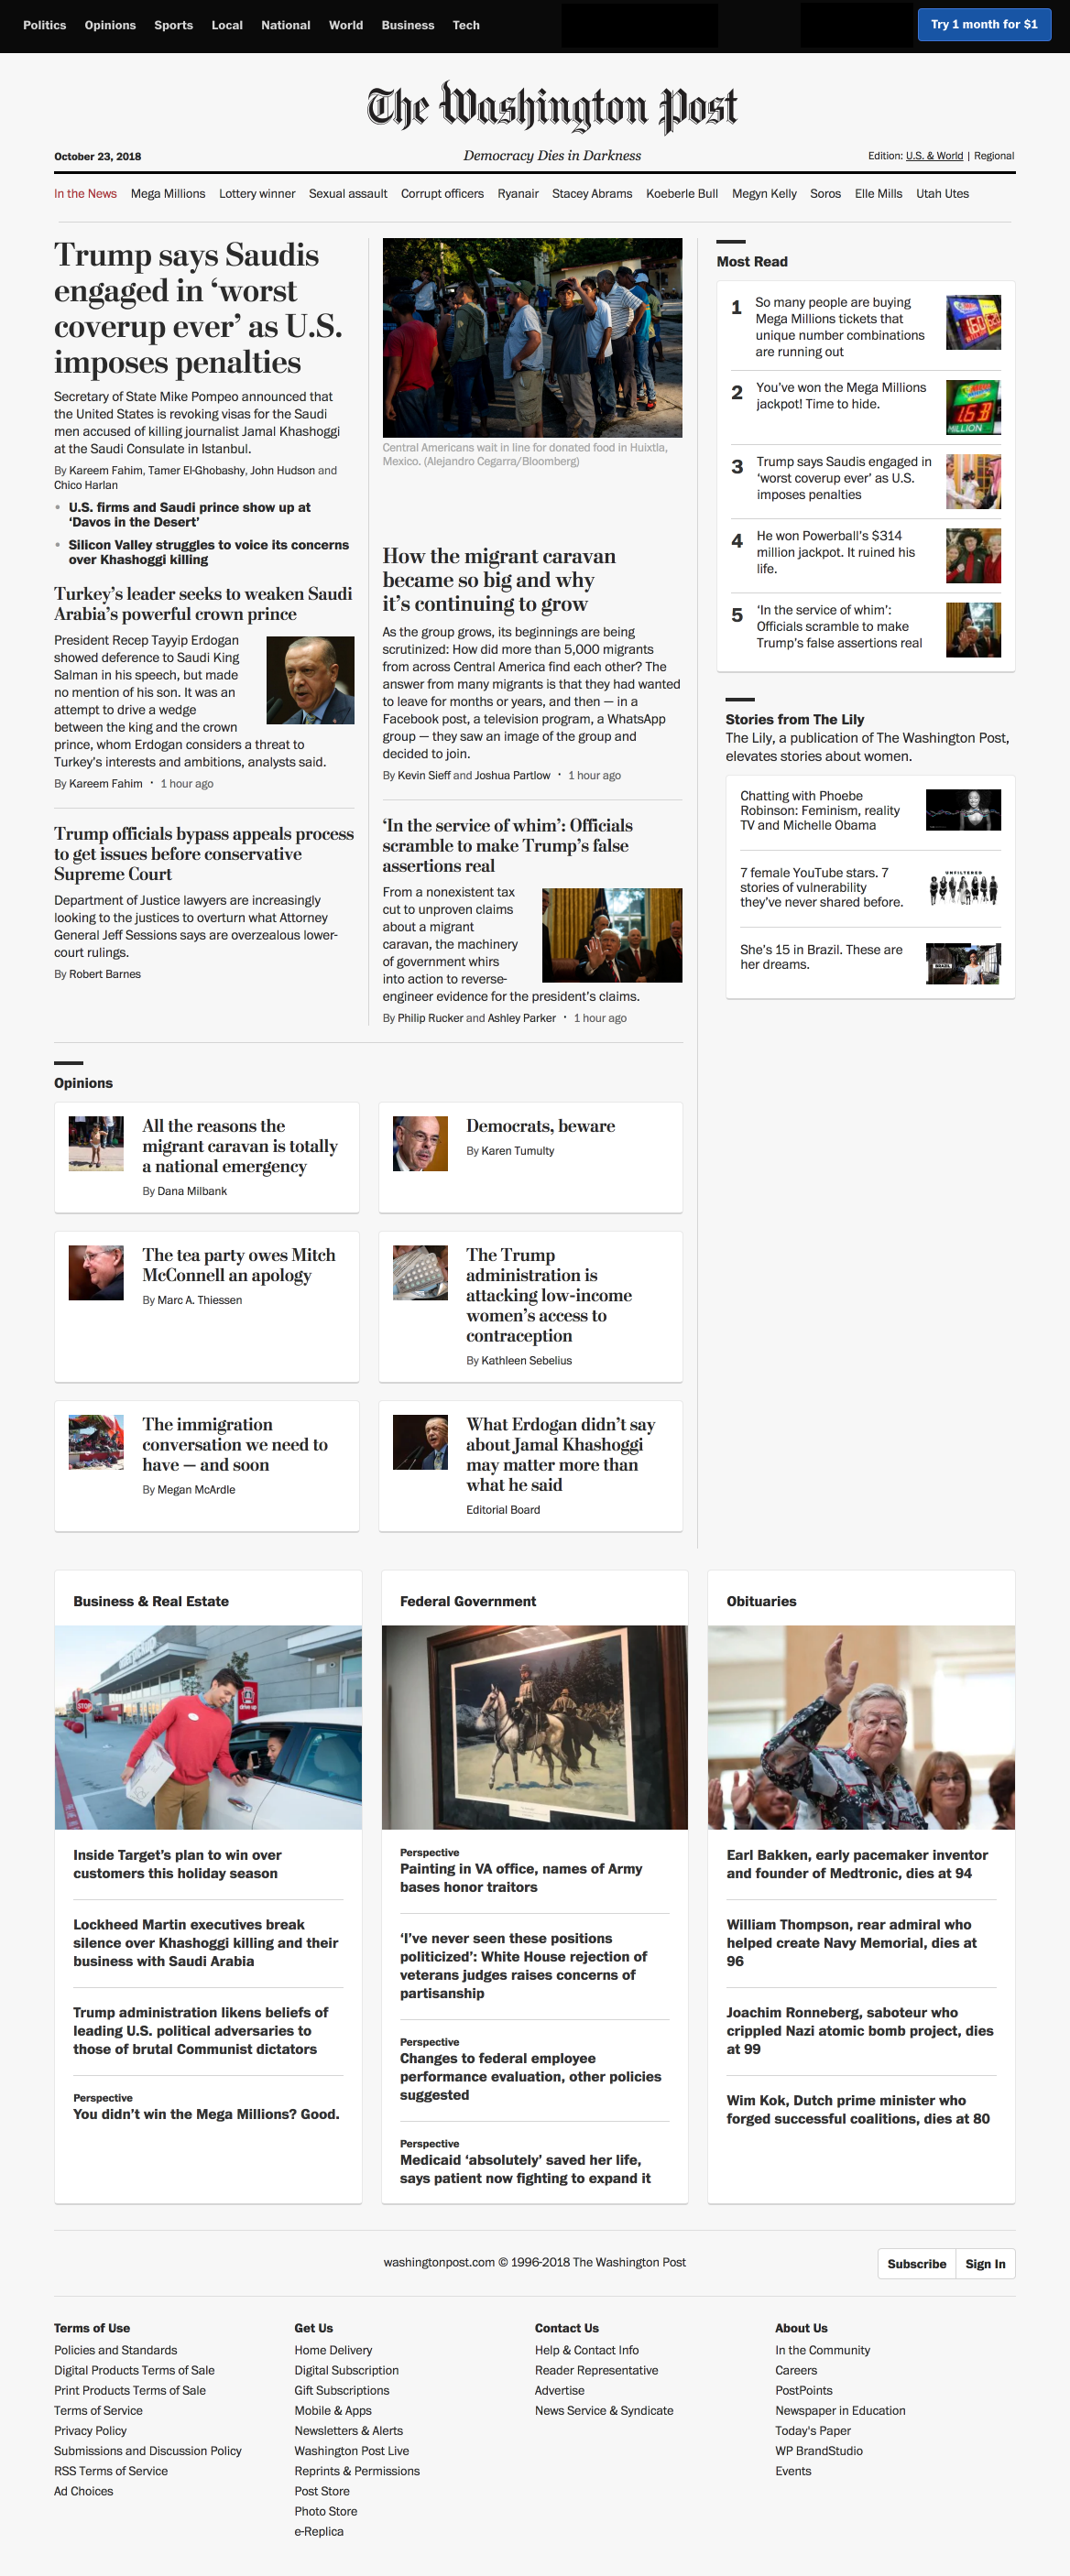 Politics Opinions Sports Local National World Business Tech
Try 1 month for $1
The Washington Post
October 23, 2018
Democracy Dies in Darkness
Edition: U.S. & World | Regional
In the News Mega Millions Lottery winner Sexual assault Corrupt officers Ryanair Stacey Abrams Koeberle Bull Megyn Kelly Soros Elle Mills Utah Utes
Trump says Saudis
engaged in ‘worst
coverup ever’ as U.S.
imposes penalties
Secretary of State Mike Pompeo announced that
the United States is revoking visas for the Saudi
men accused of killing journalist Jamal Khashoggi
at the Saudi Consulate in Istanbul.
By Kareem Fahim, Tamer El-Ghobashy, John Hudson and
Chico Harlan
• U.S. firms and Saudi prince show up at
‘Davos in the Desert’
• Silicon Valley struggles to voice its concerns
over Khashoggi killing
Turkey’s leader seeks to weaken Saudi
Arabia’s powerful crown prince
President Recep Tayyip Erdogan
showed deference to Saudi King
Salman in his speech, but made
no mention of his son. It was an
attempt to drive a wedge
between the king and the crown
prince, whom Erdogan considers a threat to
Turkey’s interests and ambitions, analysts said.
By Kareem Fahim • 1 hour ago
Trump officials bypass appeals process
to get issues before conservative
Supreme Court
Department of Justice lawyers are increasingly
looking to the justices to overturn what Attorney
General Jeff Sessions says are overzealous lower-
court rulings.
By Robert Barnes
Central Americans wait in line for donated food in Huixtla,
Mexico. (Alejandro Cegarra/Bloomberg)
How the migrant caravan
became so big and why
it’s continuing to grow
As the group grows, its beginnings are being
scrutinized: How did more than 5,000 migrants
from across Central America find each other? The
answer from many migrants is that they had wanted
to leave for months or years, and then — in a
Facebook post, a television program, a WhatsApp
group — they saw an image of the group and
decided to join.
By Kevin Sieff and Joshua Partlow • 1 hour ago
‘In the service of whim’: Officials
scramble to make Trump’s false
assertions real
From a nonexistent tax
cut to unproven claims
about a migrant
caravan, the machinery
of government whirs
into action to reverse-
engineer evidence for the president’s claims.
By Philip Rucker and Ashley Parker • 1 hour ago
Most Read
1 So many people are buying
Mega Millions tickets that
unique number combinations
are running out
2 You’ve won the Mega Millions
jackpot! Time to hide.
3 Trump says Saudis engaged in
‘worst coverup ever’ as U.S.
imposes penalties
4 He won Powerball’s $314
million jackpot. It ruined his
life.
5 ‘In the service of whim’:
Officials scramble to make
Trump’s false assertions real
Stories from The Lily
The Lily, a publication of The Washington Post,
elevates stories about women.
Chatting with Phoebe
Robinson: Feminism, reality
TV and Michelle Obama
7 female YouTube stars. 7
stories of vulnerability
they’ve never shared before.
UNFILTERED
She’s 15 in Brazil. These are
her dreams.
BRAZIL
Opinions
All the reasons the
migrant caravan is totally
a national emergency
By Dana Milbank
Democrats, beware
By Karen Tumulty
The tea party owes Mitch
McConnell an apology
By Marc A. Thiessen
The Trump
administration is
attacking low-income
women’s access to
contraception
By Kathleen Sebelius
The immigration
conversation we need to
have — and soon
By Megan McArdle
What Erdogan didn’t say
about Jamal Khashoggi
may matter more than
what he said
Editorial Board
Business & Real Estate
STOP
drive up
Inside Target’s plan to win over
customers this holiday season
Lockheed Martin executives break
silence over Khashoggi killing and their
business with Saudi Arabia
Trump administration likens beliefs of
leading U.S. political adversaries to
those of brutal Communist dictators
Perspective
You didn’t win the Mega Millions? Good.
Federal Government
Perspective
Painting in VA office, names of Army
bases honor traitors
‘I’ve never seen these positions
politicized’: White House rejection of
veterans judges raises concerns of
partisanship
Perspective
Changes to federal employee
performance evaluation, other policies
suggested
Perspective
Medicaid ‘absolutely’ saved her life,
says patient now fighting to expand it
Obituaries
Earl Bakken, early pacemaker inventor
and founder of Medtronic, dies at 94
William Thompson, rear admiral who
helped create Navy Memorial, dies at
96
Joachim Ronneberg, saboteur who
crippled Nazi atomic bomb project, dies
at 99
Wim Kok, Dutch prime minister who
forged successful coalitions, dies at 80
washingtonpost.com © 1996-2018 The Washington Post
Subscribe Sign In
Terms of Use
Policies and Standards
Digital Products Terms of Sale
Print Products Terms of Sale
Terms of Service
Privacy Policy
Submissions and Discussion Policy
RSS Terms of Service
Ad Choices
Get Us
Home Delivery
Digital Subscription
Gift Subscriptions
Mobile & Apps
Newsletters & Alerts
Washington Post Live
Reprints & Permissions
Post Store
Photo Store
e-Replica
Contact Us
Help & Contact Info
Reader Representative
Advertise
News Service & Syndicate
About Us
In the Community
Careers
PostPoints
Newspaper in Education
Today's Paper
WP BrandStudio
Events